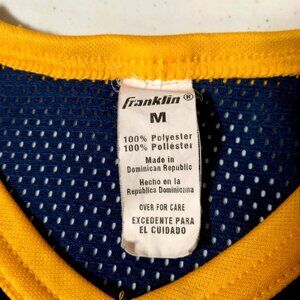 Franklin®
M
100% Polyester
100% Poliéster
Made in
Dominican Republic
Hecho en la
República Dominicana
OVER FOR CARE
EXCEDENTE PARA
EL CUIDADO